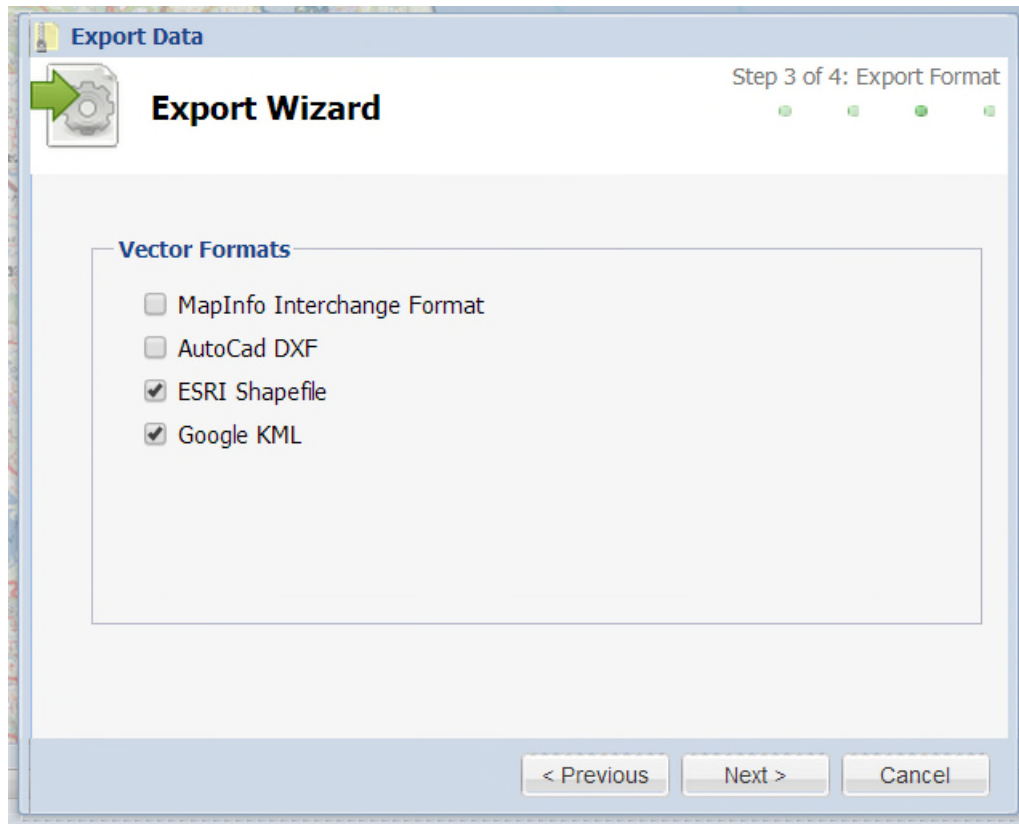 Export Data
Export Wizard
Step 3 of 4: Export Format
Vector Formats
MapInfo Interchange Format
AutoCad DXF
ESRI Shapefile
Google KML
< Previous
Next >
Cancel